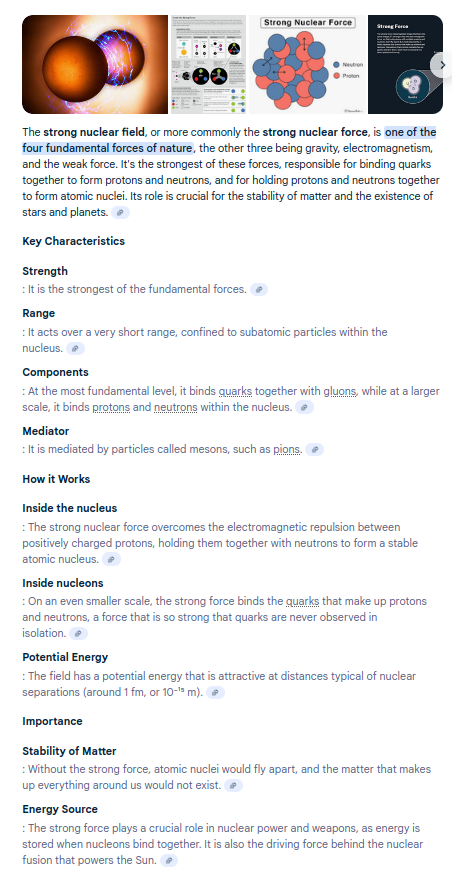 Strong Nuclear Force
Neutron
Proton
Strong Force
The strong nuclear field, or more commonly the strong nuclear force, is one of the
four fundamental forces of nature, the other three being gravity, electromagnetism,
and the weak force. It's the strongest of these forces, responsible for binding quarks
together to form protons and neutrons, and for holding protons and neutrons together
to form atomic nuclei. Its role is crucial for the stability of matter and the existence of
stars and planets.
Key Characteristics
Strength
: It is the strongest of the fundamental forces.
Range
: It acts over a very short range, confined to subatomic particles within the
nucleus.
Components
: At the most fundamental level, it binds quarks together with gluons, while at a larger
scale, it binds protons and neutrons within the nucleus.
Mediator
: It is mediated by particles called mesons, such as pions.
How it Works
Inside the nucleus
: The strong nuclear force overcomes the electromagnetic repulsion between
positively charged protons, holding them together with neutrons to form a stable
atomic nucleus.
Inside nucleons
: On an even smaller scale, the strong force binds the quarks that make up protons
and neutrons, a force that is so strong that quarks are never observed in
isolation.
Potential Energy
: The field has a potential energy that is attractive at distances typical of nuclear
separations (around 1 fm, or 10⁻¹⁵ m).
Importance
Stability of Matter
: Without the strong force, atomic nuclei would fly apart, and the matter that makes
up everything around us would not exist.
Energy Source
: The strong force plays a crucial role in nuclear power and weapons, as energy is
stored when nucleons bind together. It is also the driving force behind the nuclear
fusion that powers the Sun.